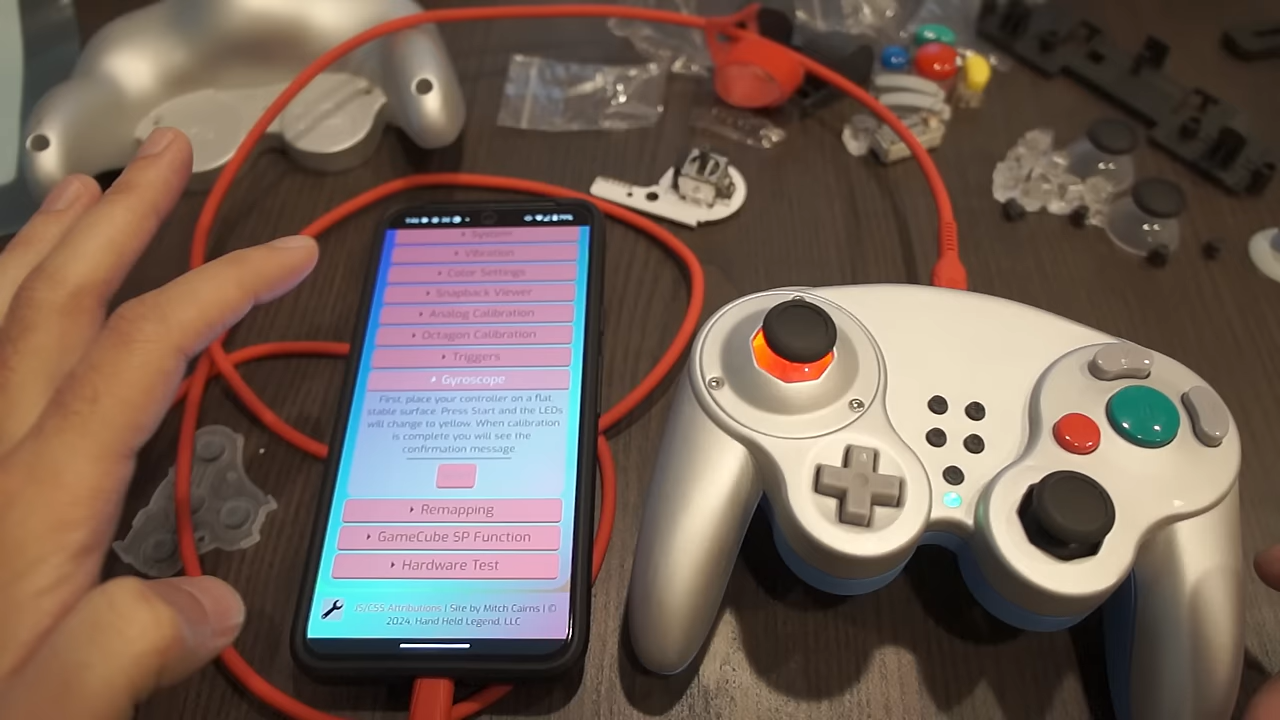 System
Vibration
Color Settings
Snapback Viewer
Analog Calibration
Octagon Calibration
Triggers
Gyroscope
First, place your controller on a flat
stable surface. Press Start and the LEDs
will change to yellow. When calibration
is complete you will see the
confirmation message.
Remapping
GameCube SP Function
Hardware Test
JS/CSS Attributions | Site by Mitch Cairns | ©
2024, Hand Held Legend, LLC